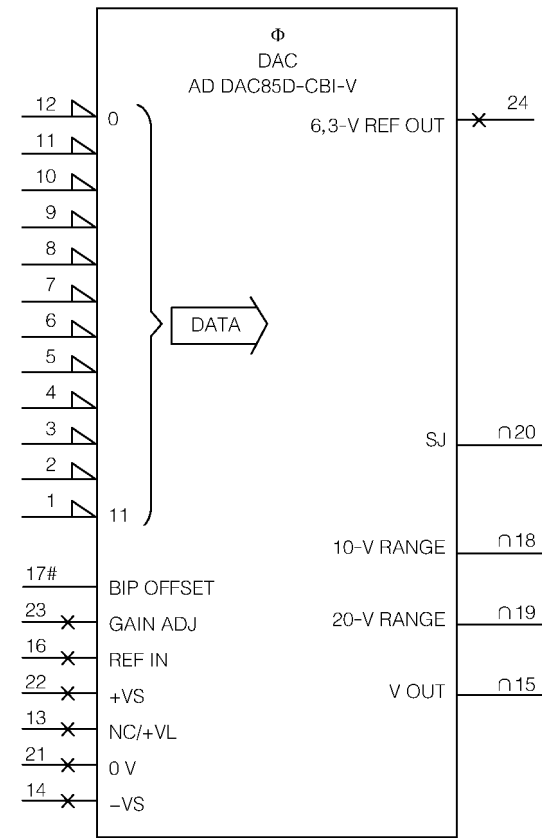 Φ
DAC
AD DAC85D-CBI-V
12 0
6,3-V REF OUT 24
11
10
9
8
7
6
DATA
5
4
3
SJ ∩20
2
1 11
10-V RANGE ∩18
17# BIP OFFSET
23 GAIN ADJ
20-V RANGE ∩19
16 REF IN
22 +VS
V OUT ∩15
13 NC/+VL
21 0 V
14 –VS